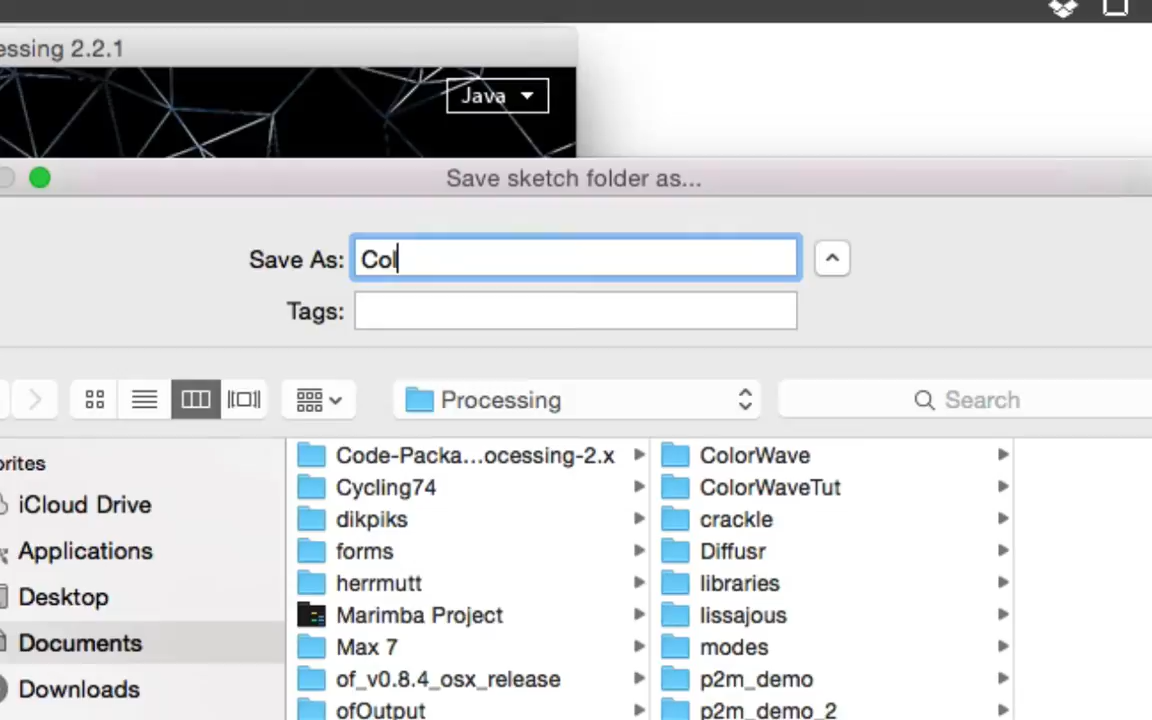 essing 2.2.1
Java
Save sketch folder as...
Save As: Col
Tags:
Processing
Search
orites
iCloud Drive
Applications
Desktop
Documents
Downloads
Code-Packa...ocessing-2.x
Cycling74
dikpiks
forms
herrmutt
Marimba Project
Max 7
of_v0.8.4_osx_release
ofOutput
ColorWave
ColorWaveTut
crackle
Diffusr
libraries
lissajous
modes
p2m_demo
p2m_demo_2